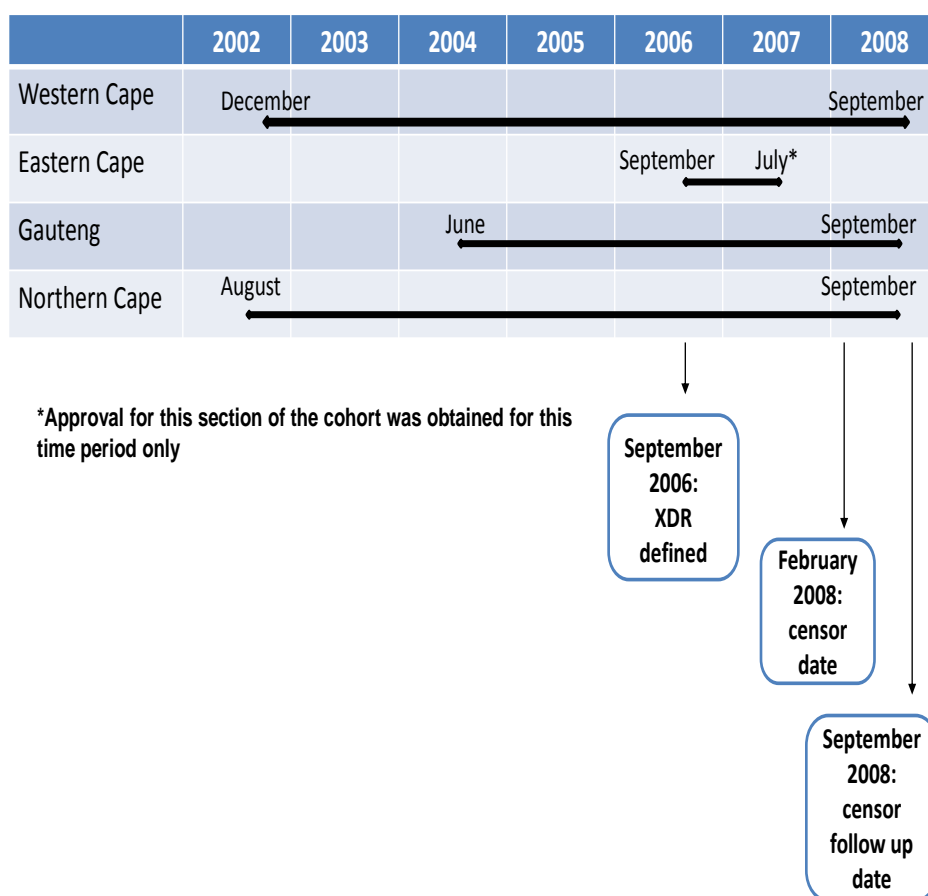 2002 2003 2004 2005 2006 2007 2008
Western Cape December September
Eastern Cape September July*
Gauteng June September
Northern Cape August September
*Approval for this section of the cohort was obtained for this
time period only
September
2006:
XDR
defined
February
2008:
censor
date
September
2008:
censor
follow up
date